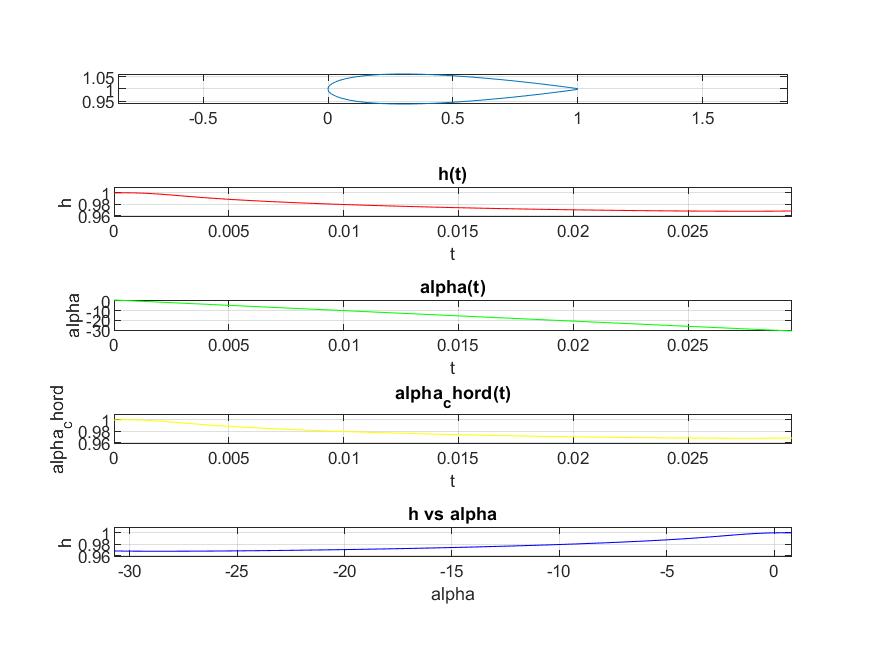 1.05
1
0.95
-0.5 0 0.5 1 1.5
h(t)
h
1
0.98
0.96
0 0.005 0.01 0.015 0.02 0.025
t
alpha(t)
alpha
0
-10
-20
-30
0 0.005 0.01 0.015 0.02 0.025
t
alpha_chord(t)
alpha_chord
1
0.98
0.96
0 0.005 0.01 0.015 0.02 0.025
t
h vs alpha
h
1
0.98
0.96
-30 -25 -20 -15 -10 -5 0
alpha